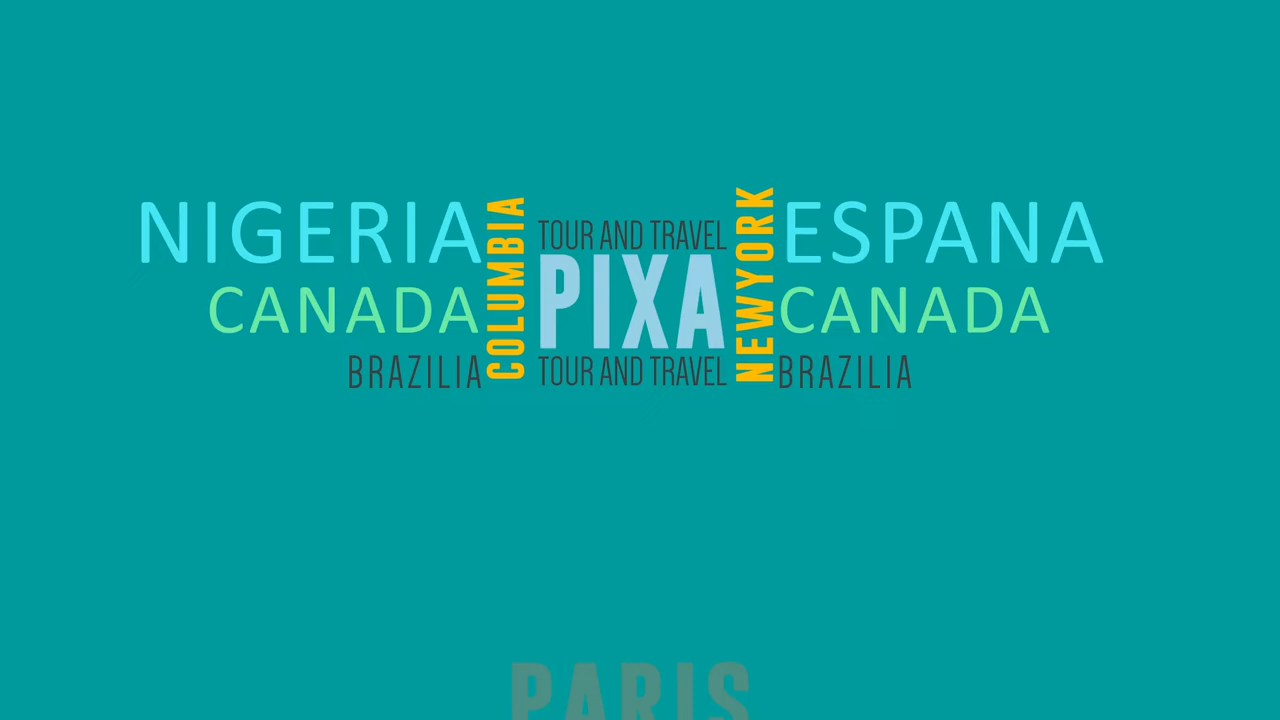 NIGERIA
CANADA
BRAZILIA
COLUMBIA
TOUR AND TRAVEL
PIXA
TOUR AND TRAVEL
NEWYORK
ESPANA
CANADA
BRAZILIA
PARIS